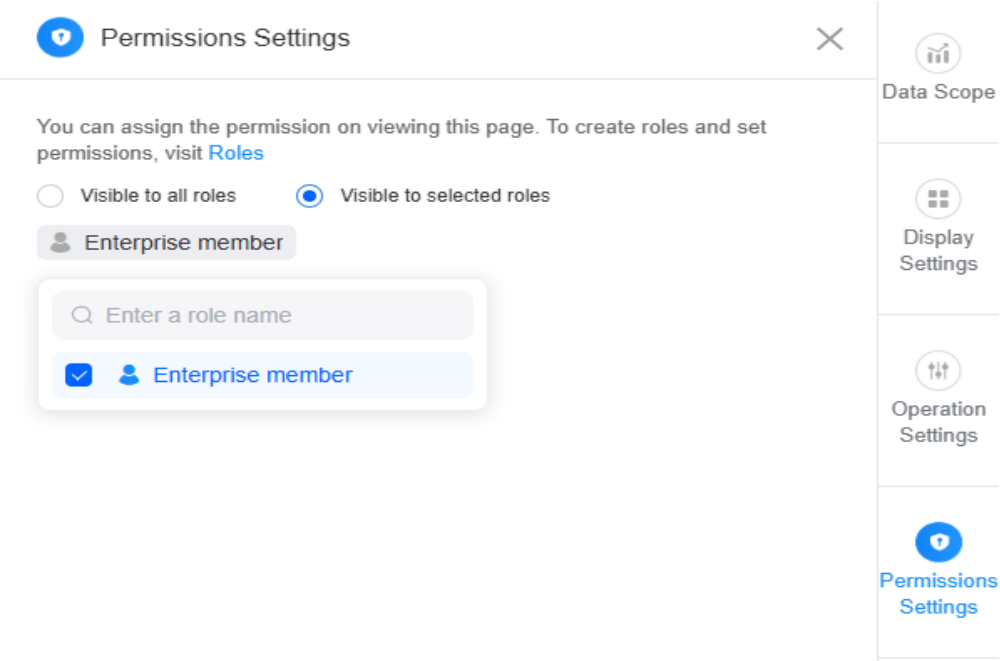 Permissions Settings
You can assign the permission on viewing this page. To create roles and set
permissions, visit Roles
Visible to all roles
Visible to selected roles
Enterprise member
Enter a role name
Enterprise member
Data Scope
Display
Settings
Operation
Settings
Permissions
Settings